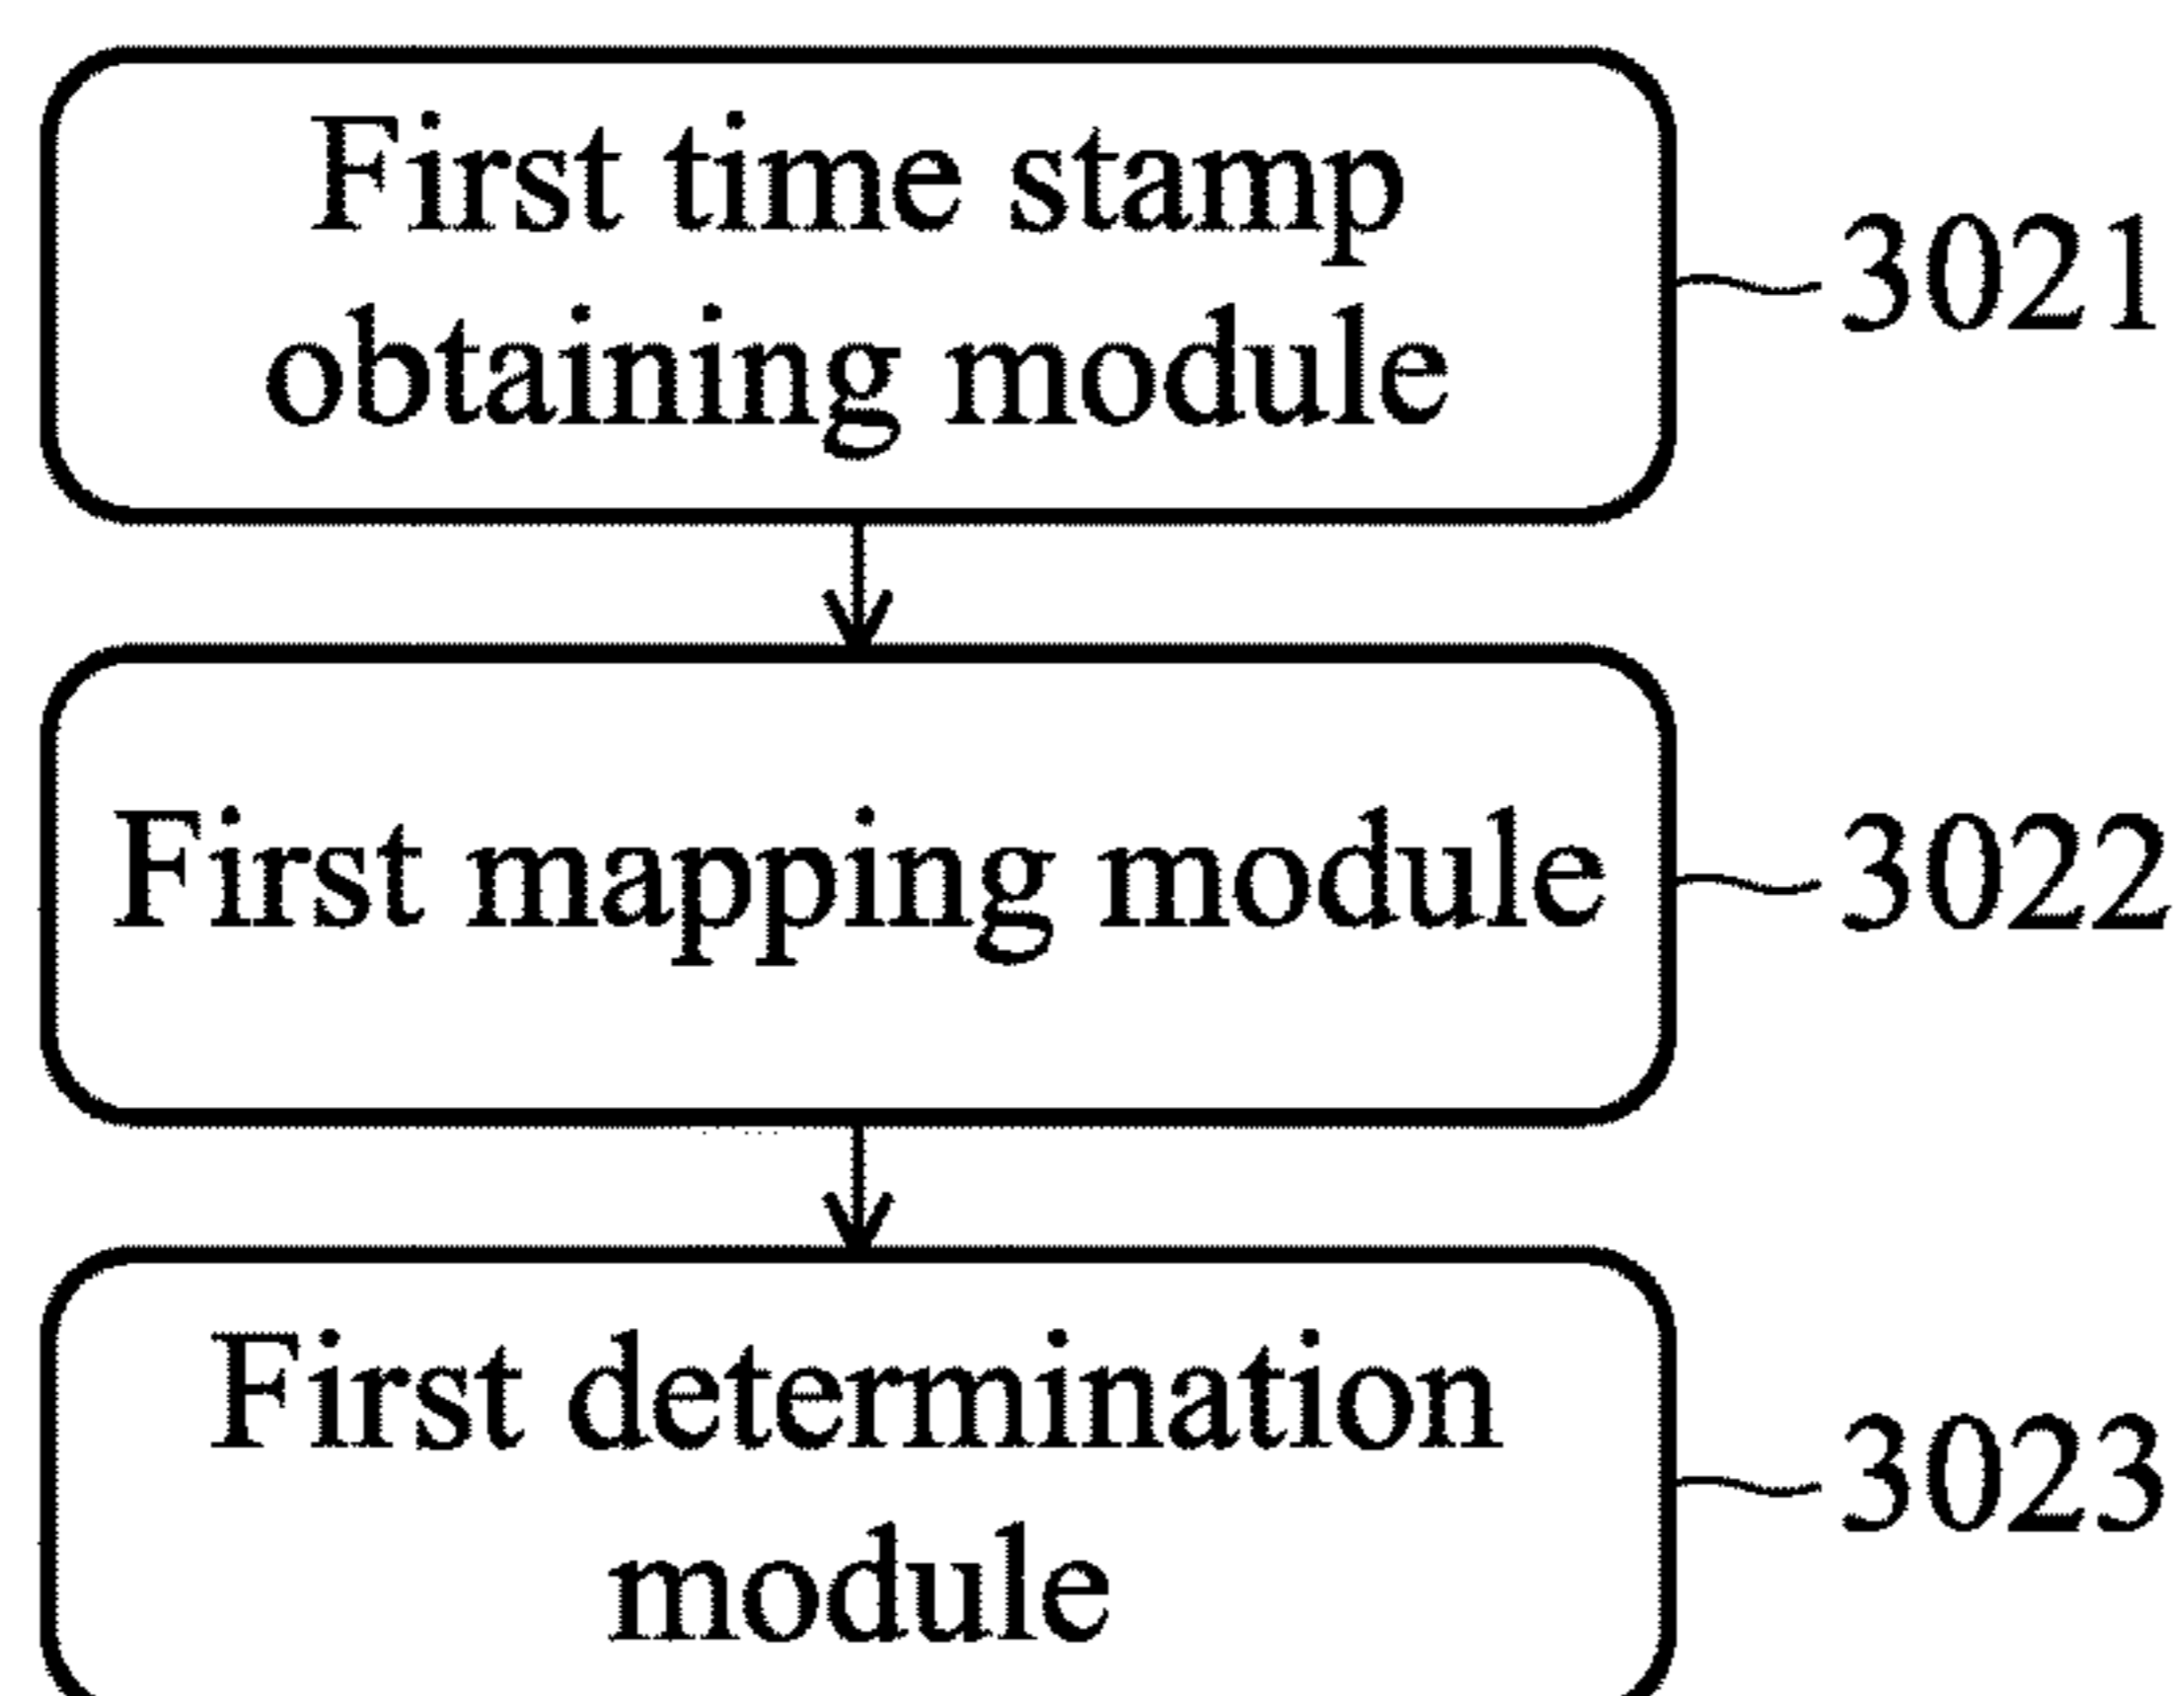 First time stamp
obtaining module
3021
First mapping module
3022
First determination
module
3023